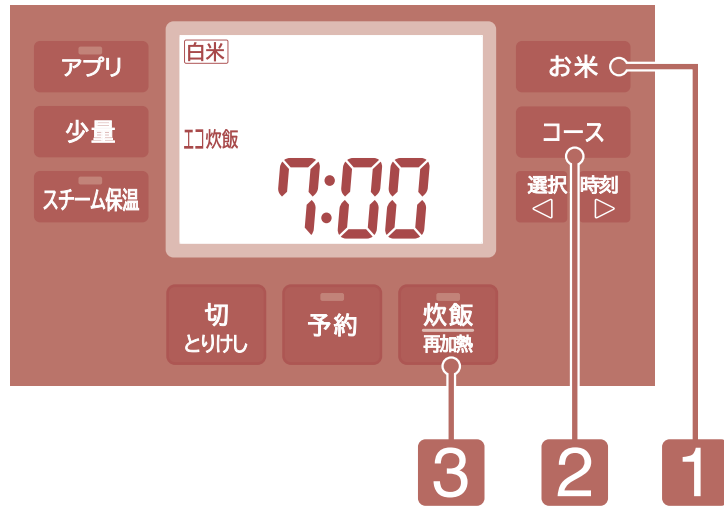 アプリ
少量
スチーム保温
白米
エコ炊飯
7:00
お米
コース
選択 時刻
◁ ▷
切
とりけし
予約
炊飯
再加熱
3 2 1